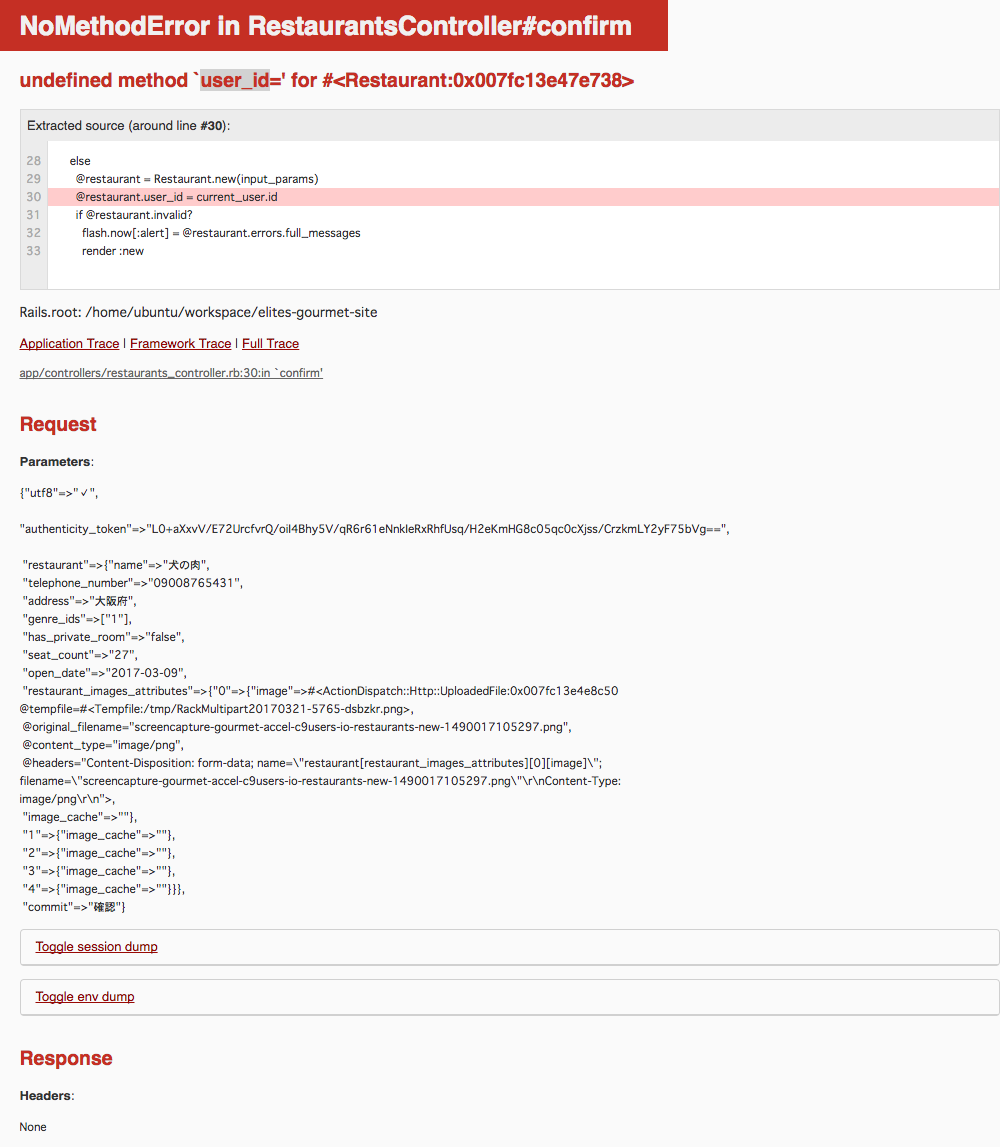 NoMethodError in RestaurantsController#confirm
undefined method `user_id=' for #<Restaurant:0x007fc13e47e738>
Extracted source (around line #30):
28 else
29 @restaurant = Restaurant.new(input_params)
30 @restaurant.user_id = current_user.id
31 if @restaurant.invalid?
32 flash.now[:alert] = @restaurant.errors.full_messages
33 render :new
Rails.root: /home/ubuntu/workspace/elites-gourmet-site
Application Trace | Framework Trace | Full Trace
app/controllers/restaurants_controller.rb:30:in `confirm'
Request
Parameters:
{"utf8"=>"✓",
"authenticity_token"=>"L0+aXxvV/E72UrcfvrQ/oiI4Bhy5V/qR6r61eNnkIeRxRhfUsq/H2eKmHG8c05qc0cXjss/CrzkmLY2yF75bVg==",
"restaurant"=>{"name"=>"犬の肉",
"telephone_number"=>"09008765431",
"address"=>"大阪府",
"genre_ids"=>["1"],
"has_private_room"=>"false",
"seat_count"=>"27",
"open_date"=>"2017-03-09",
"restaurant_images_attributes"=>{"0"=>{"image"=>#<ActionDispatch::Http::UploadedFile:0x007fc13e4e8c50
@tempfile=#<Tempfile:/tmp/RackMultipart20170321-5765-dsbzkr.png>,
@original_filename="screencapture-gourmet-accel-c9users-io-restaurants-new-1490017105297.png",
@content_type="image/png",
@headers="Content-Disposition: form-data; name=\"restaurant[restaurant_images_attributes][0][image]\";
filename=\"screencapture-gourmet-accel-c9users-io-restaurants-new-1490017105297.png\"\r\nContent-Type:
image/png\r\n">,
"image_cache"=>""},
"1"=>{"image_cache"=>""},
"2"=>{"image_cache"=>""},
"3"=>{"image_cache"=>""},
"4"=>{"image_cache"=>""}}},
"commit"=>"確認"}
Toggle session dump
Toggle env dump
Response
Headers:
None